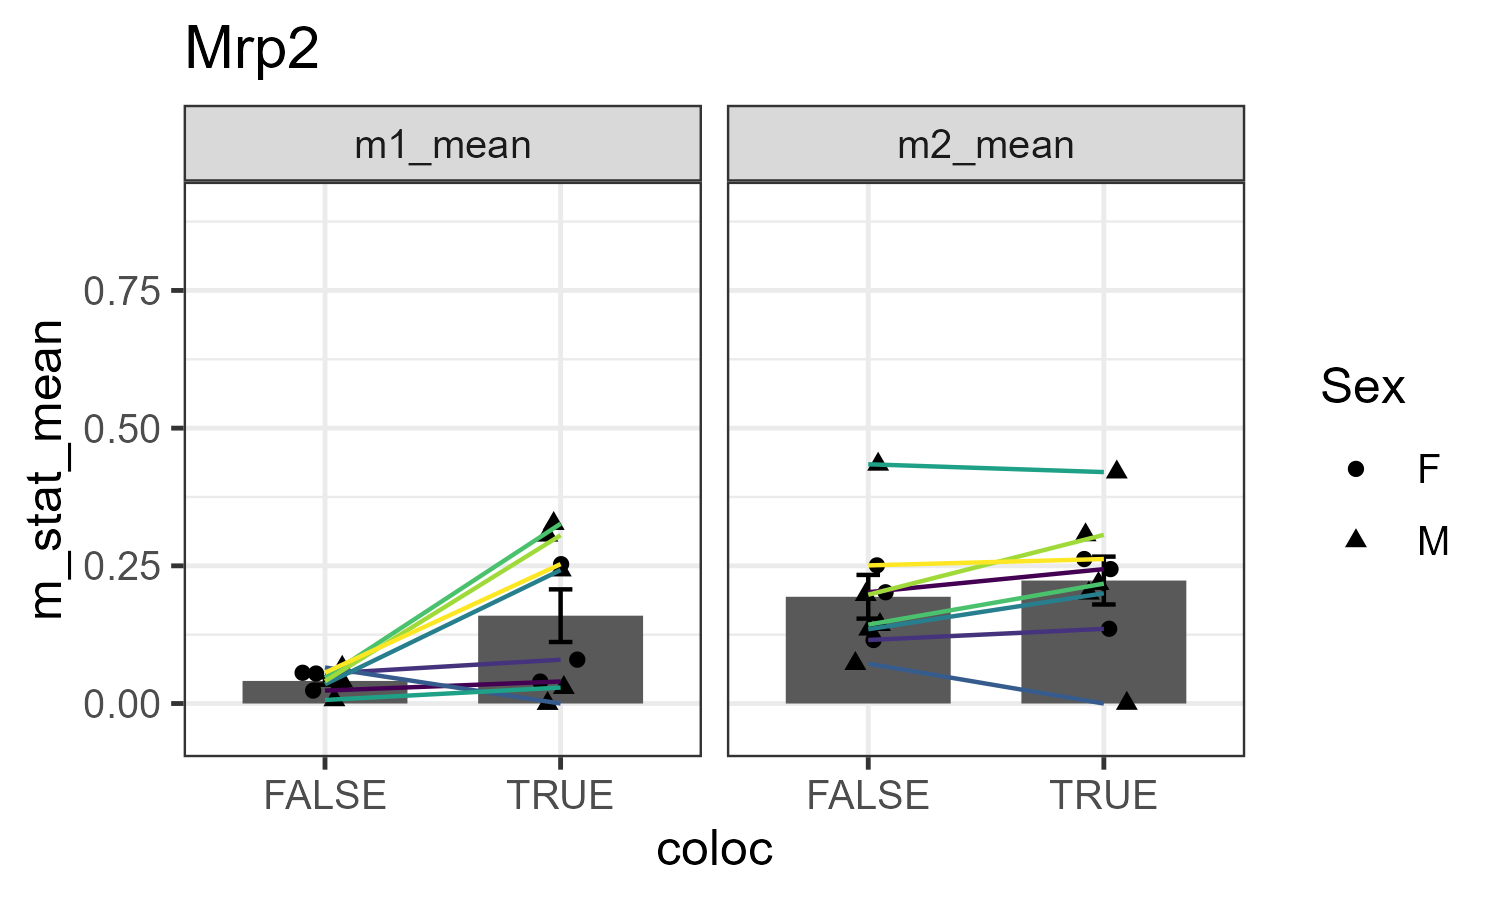 Mrp2
m1_mean
m2_mean
m_stat_mean
0.75
0.50
0.25
0.00
FALSE
TRUE
FALSE
TRUE
coloc
Sex
F
M